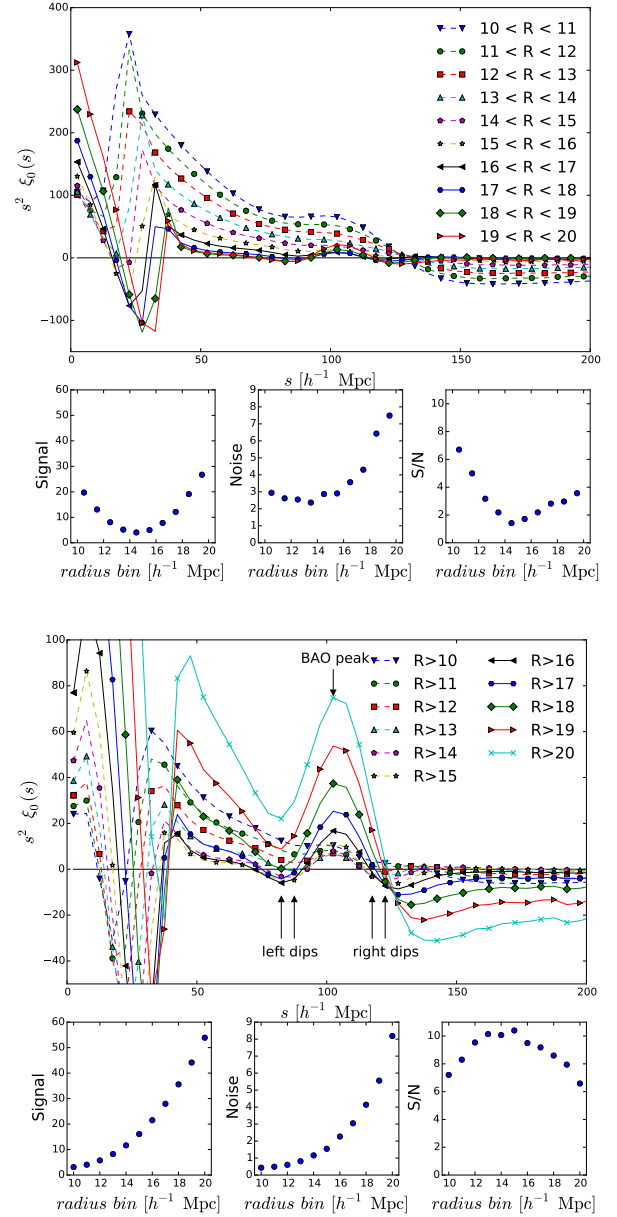 400
300
200
100
0
−100
s² ξ₀(s)
10 < R < 11
11 < R < 12
12 < R < 13
13 < R < 14
14 < R < 15
15 < R < 16
16 < R < 17
17 < R < 18
18 < R < 19
19 < R < 20
0 50 100 150 200
s [h⁻¹ Mpc]
60
50
40
30
20
10
0
Signal
10 12 14 16 18 20
radius bin [h⁻¹ Mpc]
9
8
7
6
5
4
3
2
1
0
Noise
10 12 14 16 18 20
radius bin [h⁻¹ Mpc]
10
8
6
4
2
0
S/N
10 12 14 16 18 20
radius bin [h⁻¹ Mpc]
100
80
60
40
20
0
−20
−40
s² ξ₀(s)
BAO peak
R>10
R>11
R>12
R>13
R>14
R>15
R>16
R>17
R>18
R>19
R>20
left dips
right dips
0 50 100 150 200
s [h⁻¹ Mpc]
60
50
40
30
20
10
0
Signal
10 12 14 16 18 20
radius bin [h⁻¹ Mpc]
9
8
7
6
5
4
3
2
1
0
Noise
10 12 14 16 18 20
radius bin [h⁻¹ Mpc]
10
8
6
4
2
0
S/N
10 12 14 16 18 20
radius bin [h⁻¹ Mpc]